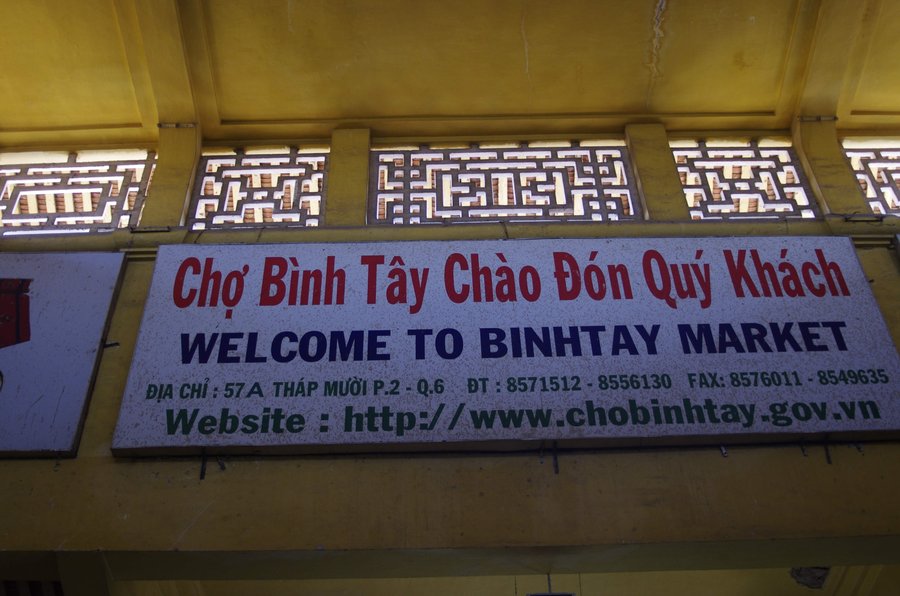 Chợ Bình Tây Chào Đón Quý Khách
WELCOME TO BINHTAY MARKET
ĐỊA CHỈ : 57A THÁP MƯỜI P.2 - Q.6 ĐT : 8571512 - 8556130 FAX: 8576011 - 8549635
Website : http://www.chobinhtay.gov.vn